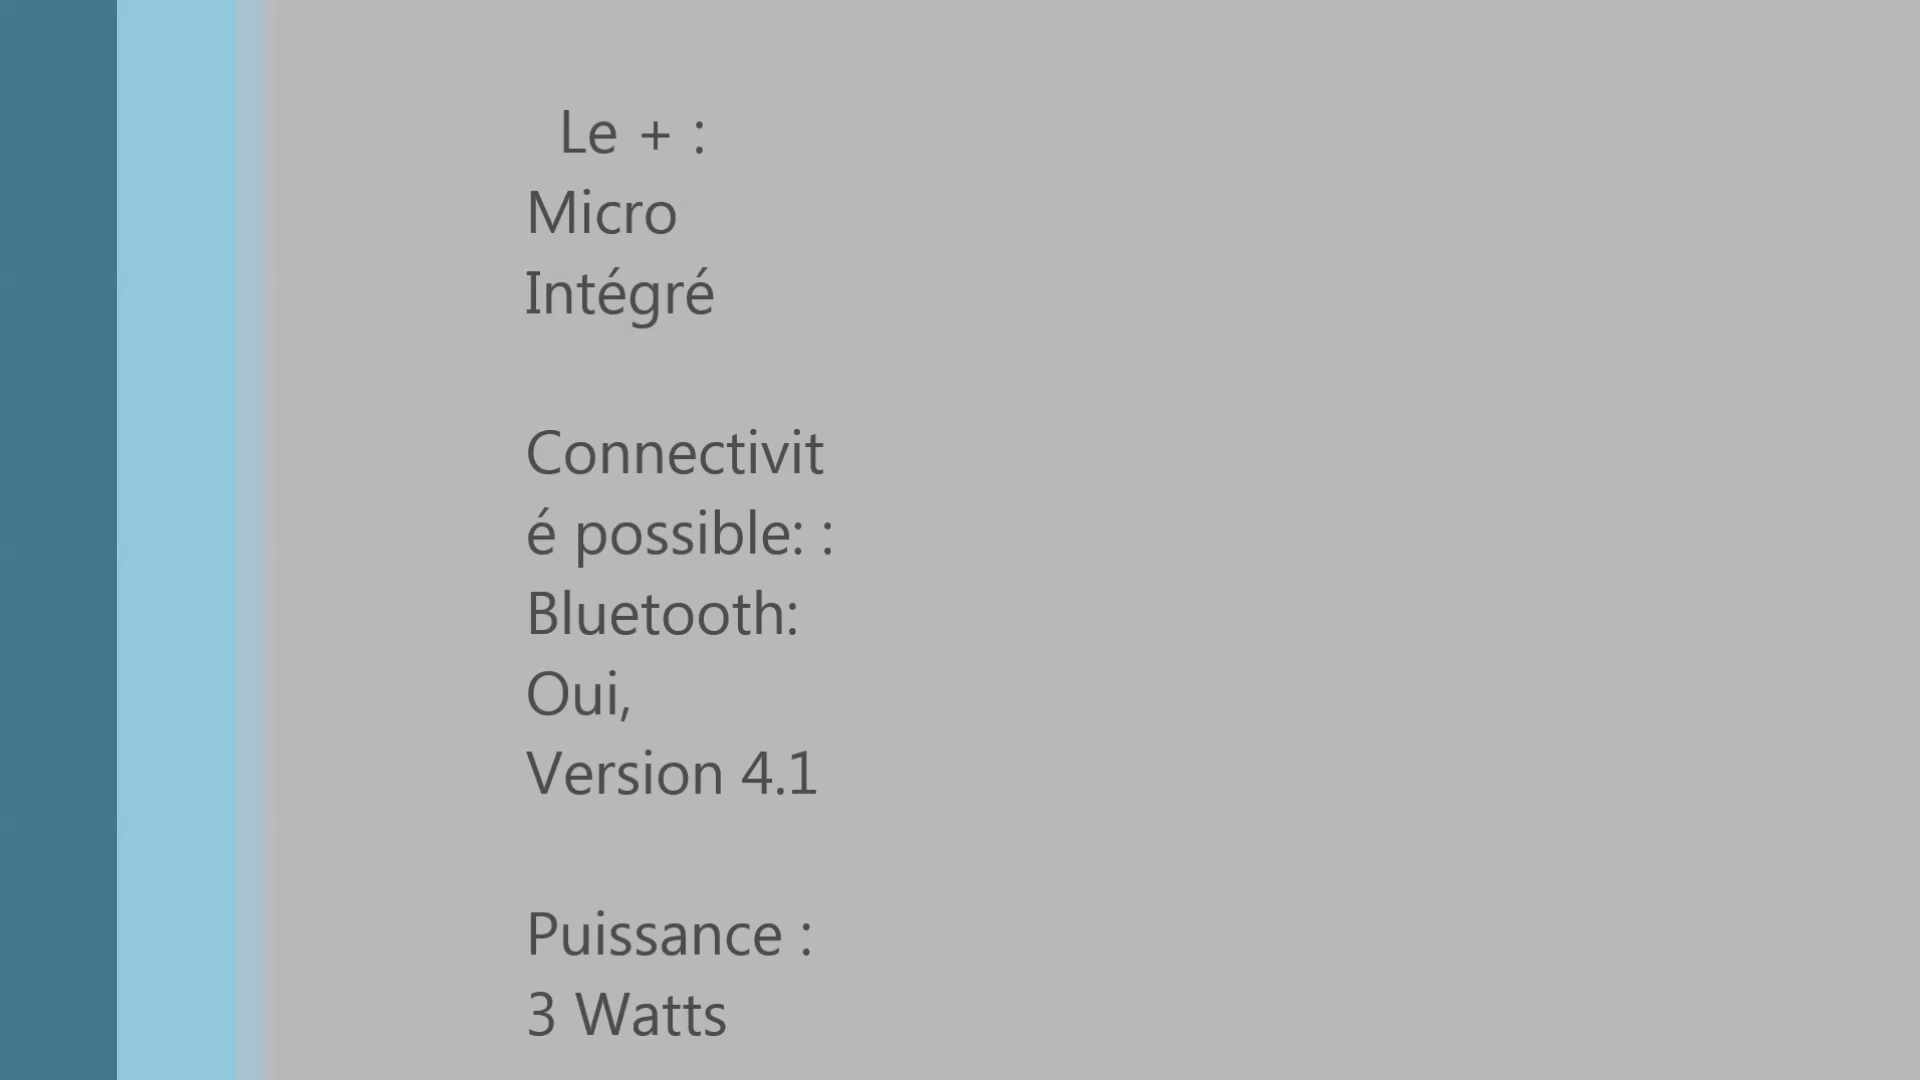 Le + :
Micro
Intégré
Connectivit
é possible: :
Bluetooth:
Oui,
Version 4.1
Puissance :
3 Watts